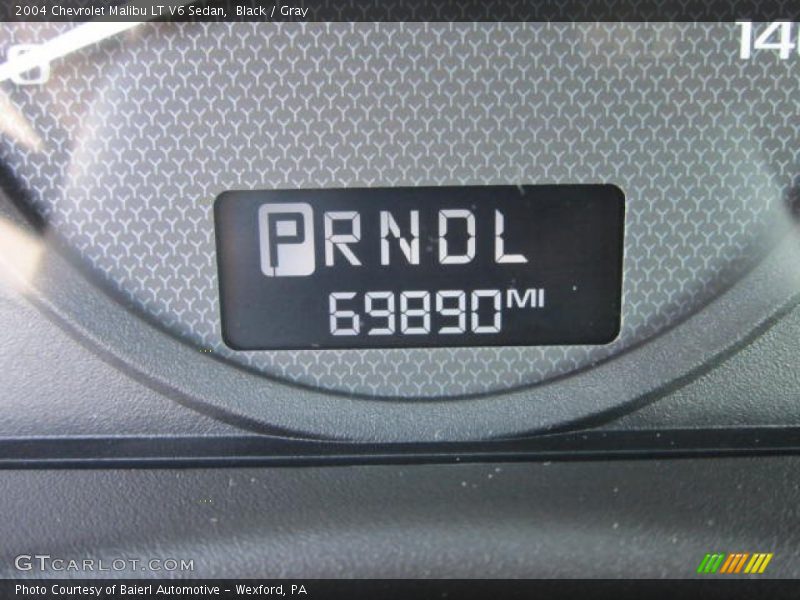 2004 Chevrolet Malibu LT V6 Sedan, Black / Gray
0
PRNDL
69890 MI
GTCARLOT.COM
Photo Courtesy of Baierl Automotive - Wexford, PA